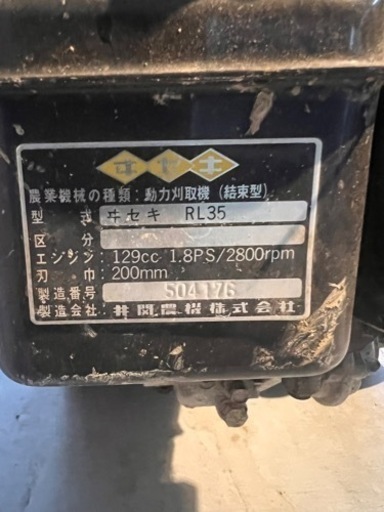 ヰセキ
農業機械の種類：動力刈取機（結束型）
型　　式 ヰセキ RL35
区　　分
エンジン：129cc 1.8PS/2800rpm
刃　　巾：200mm
製造番号 504176
製造会社：井関農機株式会社